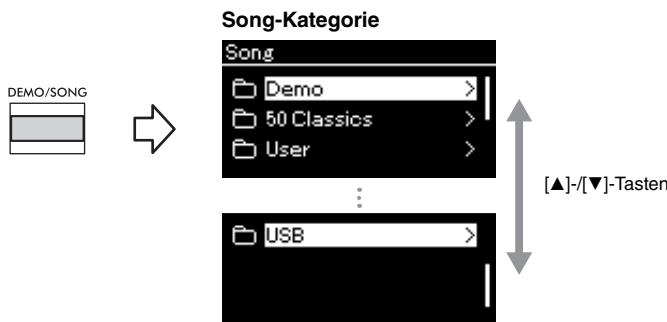 Song-Kategorie
Song
DEMO/SONG
Demo >
50 Classics >
User >
[▲]-/[▼]-Tasten
USB >